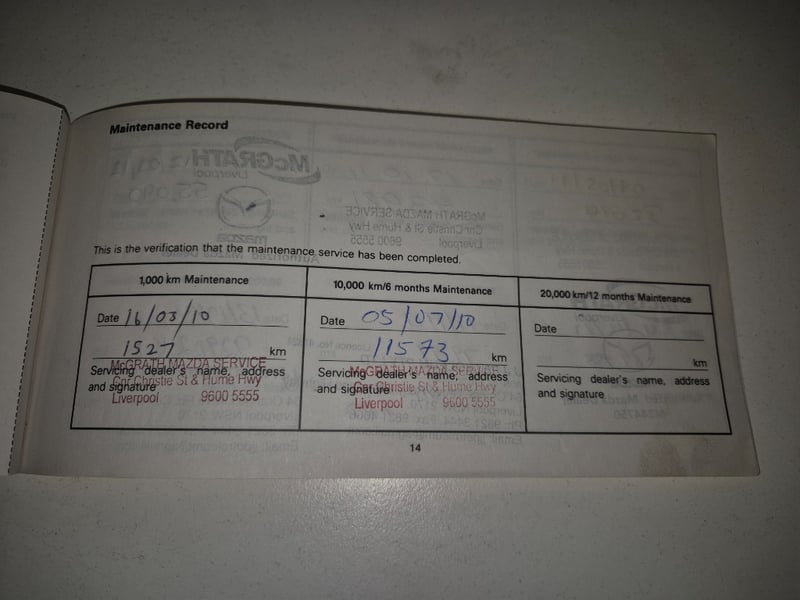 Maintenance Record
This is the verification that the maintenance service has been completed.
1,000 km Maintenance
Date 16/03/10
1527 km
Servicing dealer's name, address
and signature
McGRATH MAZDA SERVICE
Cnr Christie St & Hume Hwy
Liverpool 9600 5555
10,000 km/6 months Maintenance
Date 05/07/10
11573 km
Servicing dealer's name, address
and signature
McGRATH MAZDA SERVICE
Cnr Christie St & Hume Hwy
Liverpool 9600 5555
20,000 km/12 months Maintenance
Date
km
Servicing dealer's name, address
and signature
14